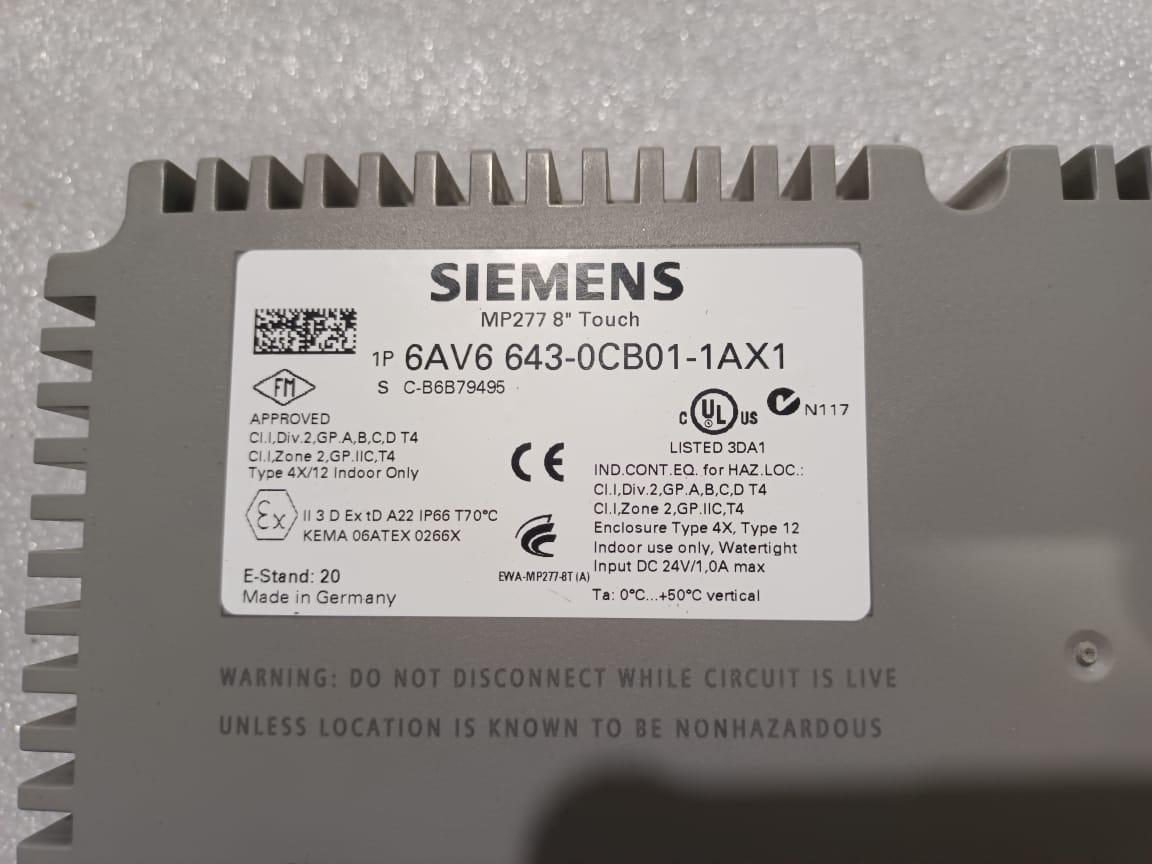 SIEMENS
MP277 8" Touch
1P 6AV6 643-0CB01-1AX1
S C-B6B79495
FM
APPROVED
Cl.I,Div.2,GP.A,B,C,D T4
Cl.I,Zone 2,GP.IIC,T4
Type 4X/12 Indoor Only
CE
C UL US
N117
LISTED 3DA1
IND.CONT.EQ. for HAZ.LOC.:
Cl.I,Div.2,GP.A,B,C,D T4
Cl.I,Zone 2,GP.IIC,T4
Enclosure Type 4X, Type 12
Indoor use only, Watertight
Input DC 24V/1,0A max
Ta: 0°C...+50°C vertical
Ex II 3 D Ex tD A22 IP66 T70°C
KEMA 06ATEX 0266X
EWA-MP277-8T(A)
E-Stand: 20
Made in Germany
WARNING: DO NOT DISCONNECT WHILE CIRCUIT IS LIVE
UNLESS LOCATION IS KNOWN TO BE NONHAZARDOUS